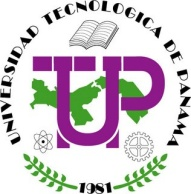 UNIVERSIDAD TECNOLOGICA DE PANAMA
UTP
1981